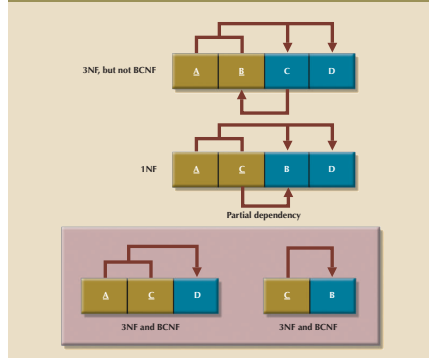 3NF, but not BCNF
A B C D
1NF
A C B D
Partial dependency
A C D
C B
3NF and BCNF
3NF and BCNF